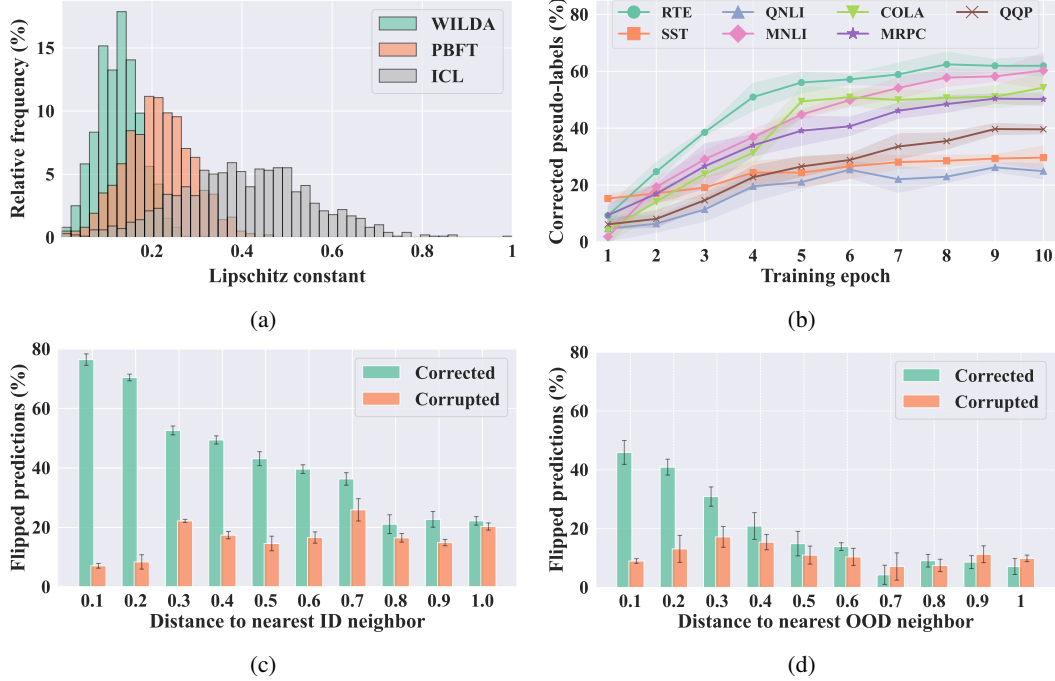 WILDA
PBFT
ICL
Relative frequency (%)
15
10
5
0
0.2 0.4 0.6 0.8 1
Lipschitz constant
(a)
RTE QNLI COLA QQP
SST MNLI MRPC
Corrected pseudo-labels (%)
80
60
40
20
0
1 2 3 4 5 6 7 8 9 10
Training epoch
(b)
Corrected
Corrupted
Flipped predictions (%)
80
60
40
20
0
0.1 0.2 0.3 0.4 0.5 0.6 0.7 0.8 0.9 1.0
Distance to nearest ID neighbor
(c)
Corrected
Corrupted
Flipped predictions (%)
80
60
40
20
0
0.1 0.2 0.3 0.4 0.5 0.6 0.7 0.8 0.9 1
Distance to nearest OOD neighbor
(d)